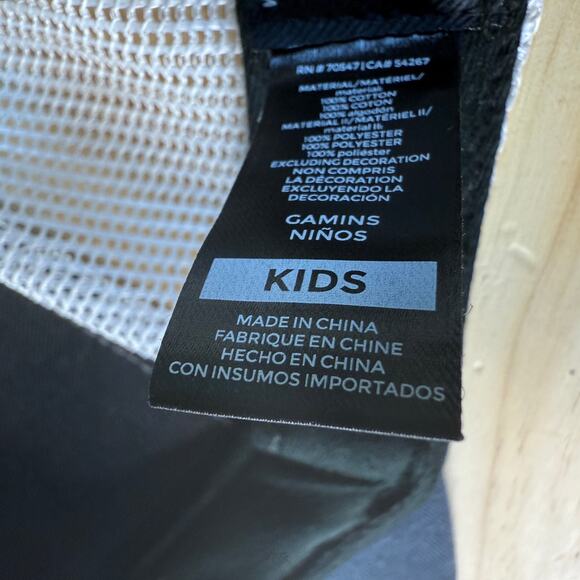 RN # 70547 | CA# 54267
MATERIAL/MATÉRIEL/
material:
100% COTTON
100% COTON
100% algodón
MATERIAL II/MATÉRIEL II/
material II:
100% POLYESTER
100% POLYESTER
100% poliéster
EXCLUDING DECORATION
NON COMPRIS
LA DÉCORATION
EXCLUYENDO LA
DECORACIÓN
GAMINS
NIÑOS
KIDS
MADE IN CHINA
FABRIQUE EN CHINE
HECHO EN CHINA
CON INSUMOS IMPORTADOS